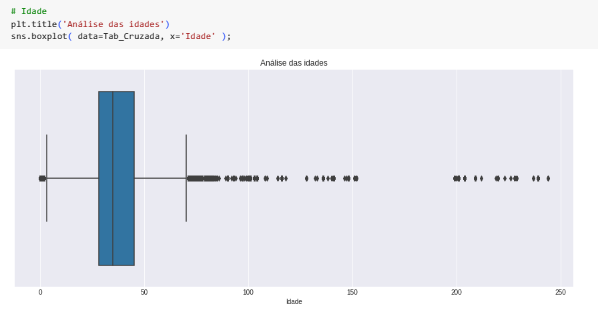 # Idade
plt.title('Análise das idades')
sns.boxplot( data=Tab_Cruzada, x='Idade' );
Análise das idades
0 50 100 150 200 250
Idade